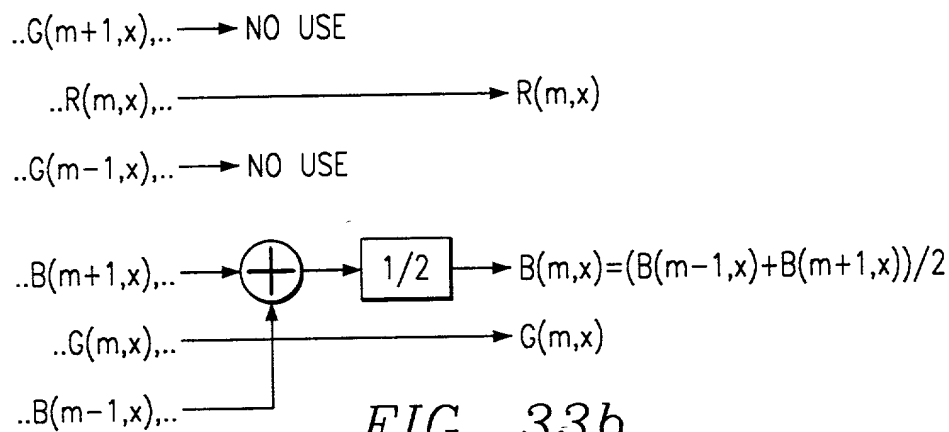 ..G(m+1,x),.. NO USE
..R(m,x),.. R(m,x)
..G(m-1,x),.. NO USE
..B(m+1,x),.. 1/2 B(m,x)=(B(m-1,x)+B(m+1,x))/2
..G(m,x),.. G(m,x)
..B(m-1,x),..
FIG. 33b